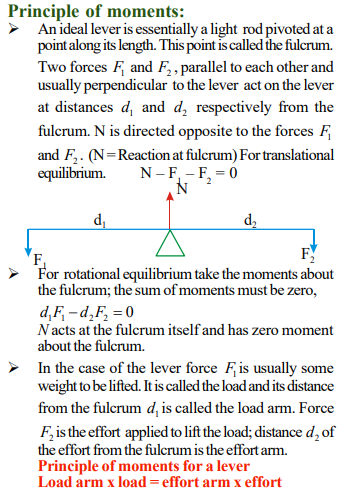 Principle of moments:
➤ An ideal lever is essentially a light rod pivoted at a
point along its length. This point is called the fulcrum.
Two forces F₁ and F₂, parallel to each other and
usually perpendicular to the lever act on the lever
at distances d₁ and d₂ respectively from the
fulcrum. N is directed opposite to the forces F₁
and F₂. (N=Reaction at fulcrum) For translational
equilibrium. N – F₁ – F₂ = 0
N
d₁ d₂
F₁ F₂
➤ For rotational equilibrium take the moments about
the fulcrum; the sum of moments must be zero,
d₁F₁ – d₂F₂ = 0
N acts at the fulcrum itself and has zero moment
about the fulcrum.
➤ In the case of the lever force F₁ is usually some
weight to be lifted. It is called the load and its distance
from the fulcrum d₁ is called the load arm. Force
F₂ is the effort applied to lift the load; distance d₂ of
the effort from the fulcrum is the effort arm.
Principle of moments for a lever
Load arm x load = effort arm x effort